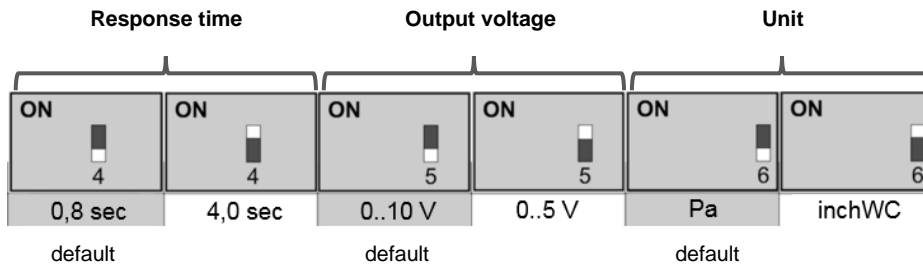 Response time Output voltage Unit
ON ON ON ON ON ON
4 4 5 5 6 6
0,8 sec 4,0 sec 0..10 V 0..5 V Pa inchWC
default default default